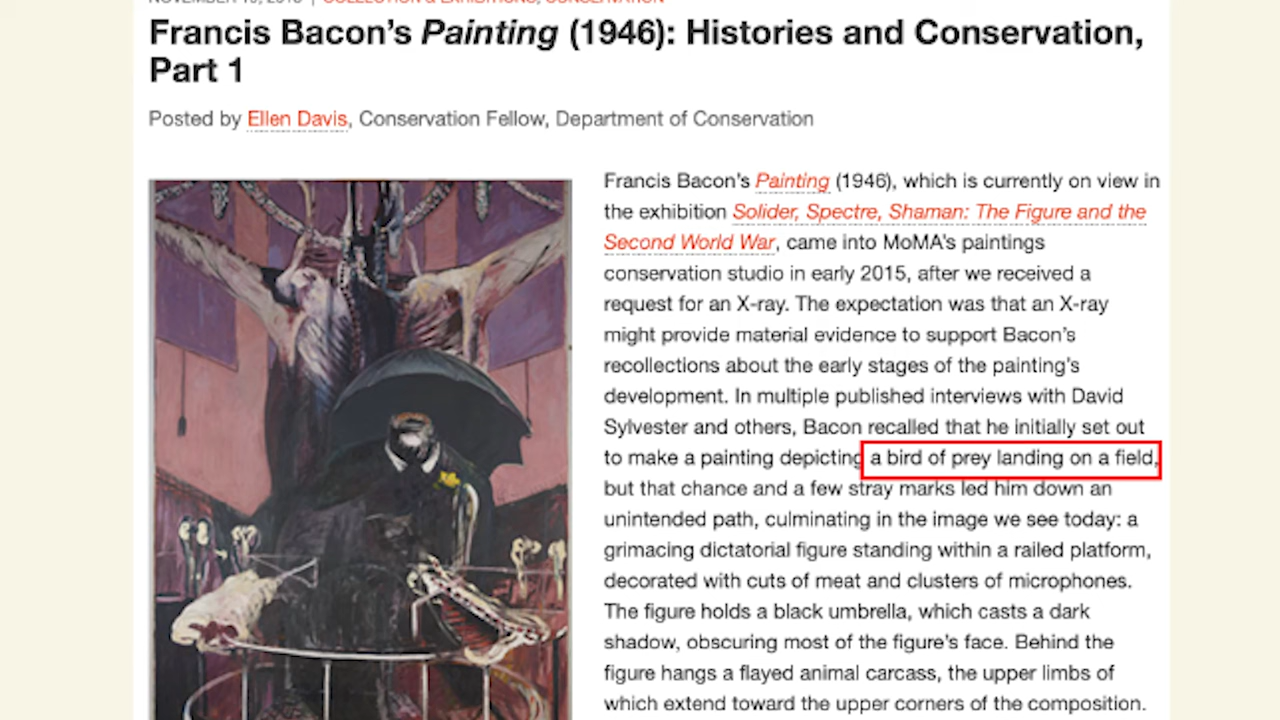 NOVEMBER 10, 2015 | COLLECTION & EXHIBITIONS, CONSERVATION
Francis Bacon’s Painting (1946): Histories and Conservation,
Part 1
Posted by Ellen Davis, Conservation Fellow, Department of Conservation
Francis Bacon’s Painting (1946), which is currently on view in
the exhibition Solider, Spectre, Shaman: The Figure and the
Second World War, came into MoMA’s paintings
conservation studio in early 2015, after we received a
request for an X-ray. The expectation was that an X-ray
might provide material evidence to support Bacon’s
recollections about the early stages of the painting’s
development. In multiple published interviews with David
Sylvester and others, Bacon recalled that he initially set out
to make a painting depicting a bird of prey landing on a field,
but that chance and a few stray marks led him down an
unintended path, culminating in the image we see today: a
grimacing dictatorial figure standing within a railed platform,
decorated with cuts of meat and clusters of microphones.
The figure holds a black umbrella, which casts a dark
shadow, obscuring most of the figure’s face. Behind the
figure hangs a flayed animal carcass, the upper limbs of
which extend toward the upper corners of the composition.